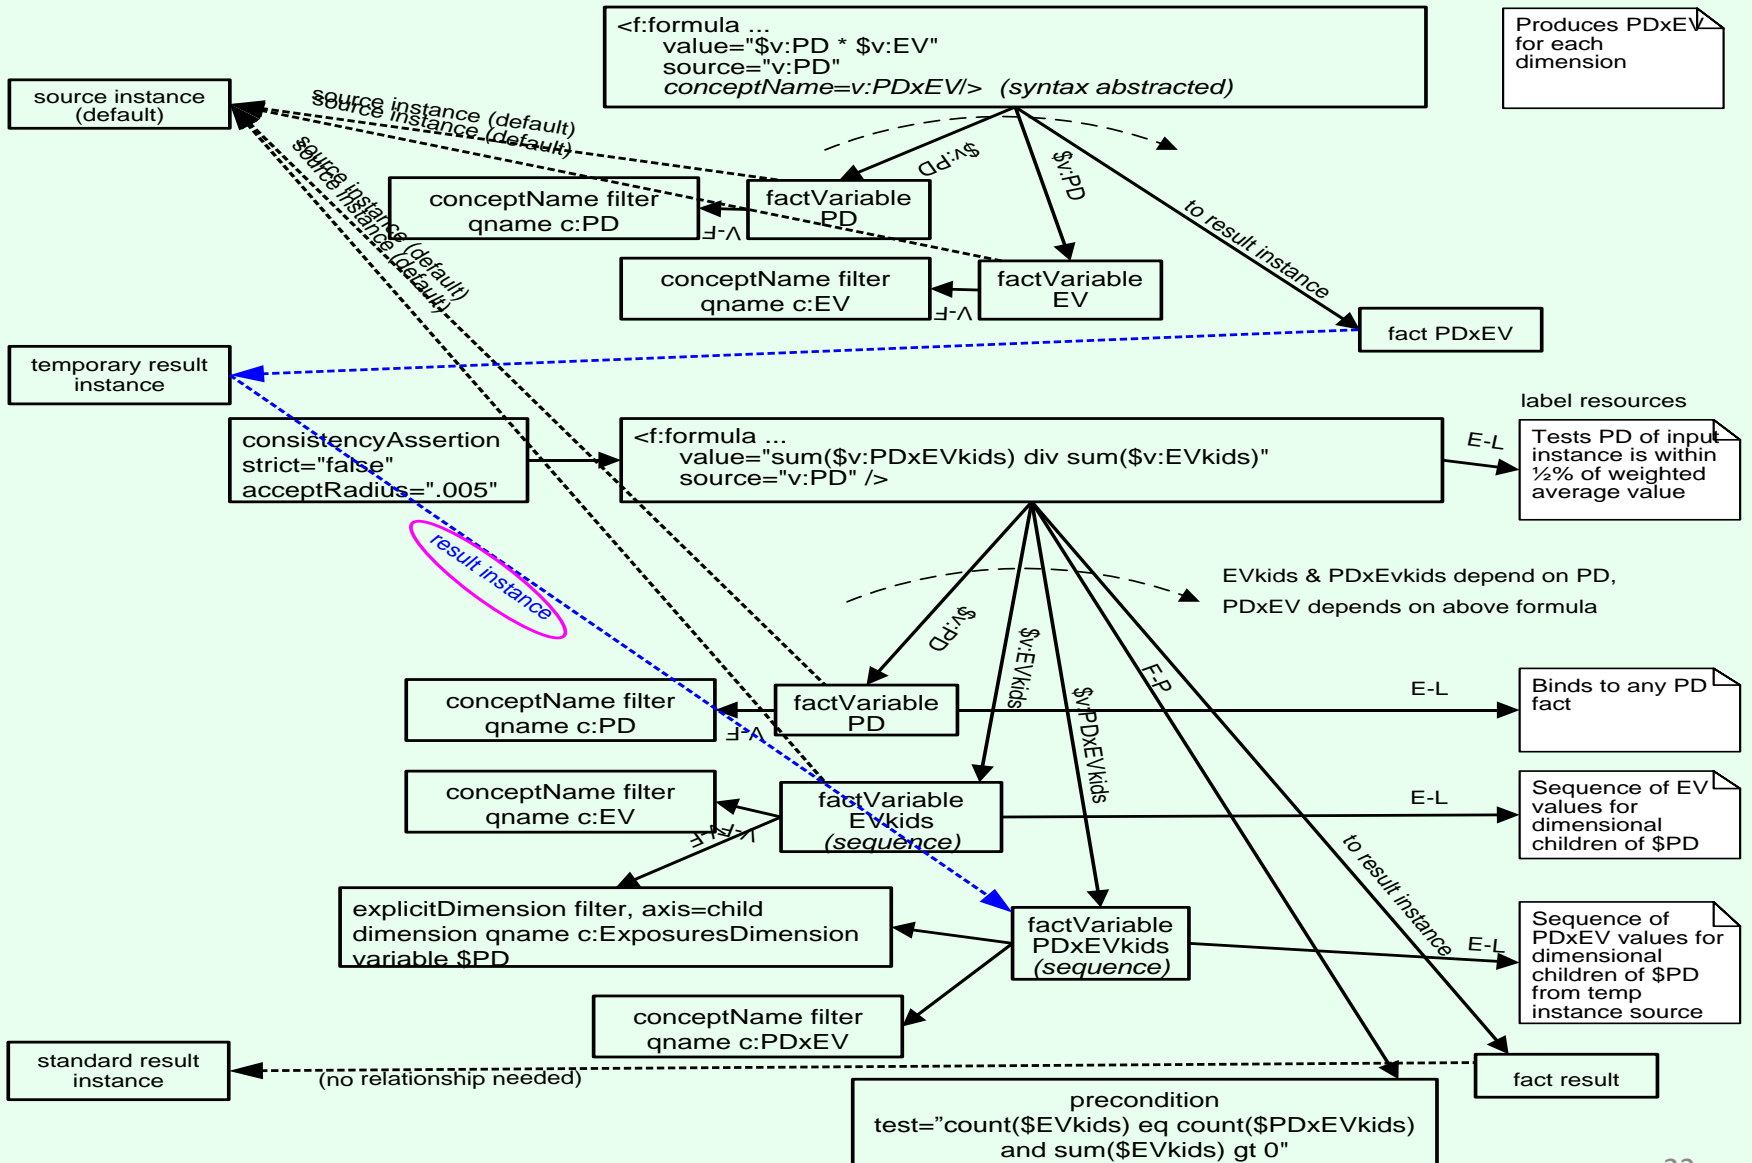 <f:formula ...
value="$v:PD * $v:EV"
source="v:PD"
conceptName=v:PDxEV/> (syntax abstracted)
Produces PDxEV
for each
dimension
source instance
(default)
source instance (default)
source instance (default)
source instance (default)
source instance (default)
$v:PD
$v:PD
to result instance
conceptName filter
qname c:PD
V-F
factVariable
PD
conceptName filter
qname c:EV
V-F
factVariable
EV
fact PDxEV
temporary result
instance
label resources
consistencyAssertion
strict="false"
acceptRadius=".005"
<f:formula ...
value="sum($v:PDxEVkids) div sum($v:EVkids)"
source="v:PD" />
E-L
Tests PD of input
instance is within
½% of weighted
average value
result instance
EVkids & PDxEvkids depend on PD,
PDxEV depends on above formula
$v:PD
$v:EVkids
$v:PDxEVkids
F-P
to result instance
conceptName filter
qname c:PD
V-F
factVariable
PD
E-L
Binds to any PD
fact
conceptName filter
qname c:EV
V-F
V-F
factVariable
EVkids
(sequence)
E-L
Sequence of EV
values for
dimensional
children of $PD
explicitDimension filter, axis=child
dimension qname c:ExposuresDimension
variable $PD
factVariable
PDxEVkids
(sequence)
E-L
Sequence of
PDxEV values for
dimensional
children of $PD
from temp
instance source
conceptName filter
qname c:PDxEV
standard result
instance
(no relationship needed)
fact result
precondition
test="count($EVkids) eq count($PDxEVkids)
and sum($EVkids) gt 0"